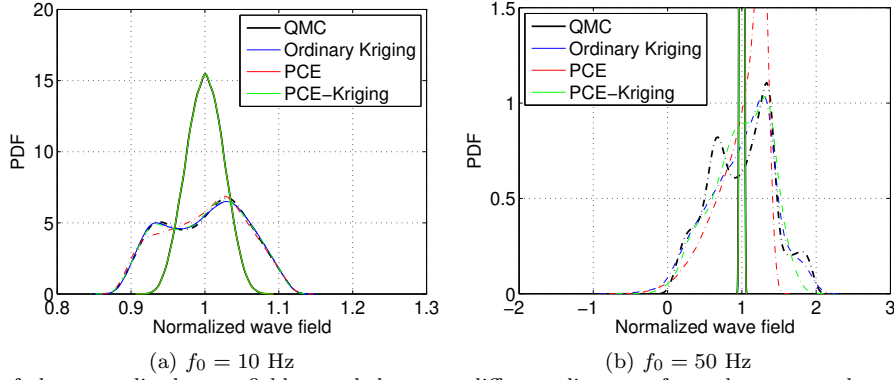 20
15
10
5
0
0.8
0.9
1
1.1
1.2
1.3
PDF
Normalized wave field
QMC
Ordinary Kriging
PCE
PCE−Kriging
(a) f₀ = 10 Hz
1.5
1
0.5
0
−2
−1
0
1
2
3
PDF
Normalized wave field
QMC
Ordinary Kriging
PCE
PCE−Kriging
(b) f₀ = 50 Hz